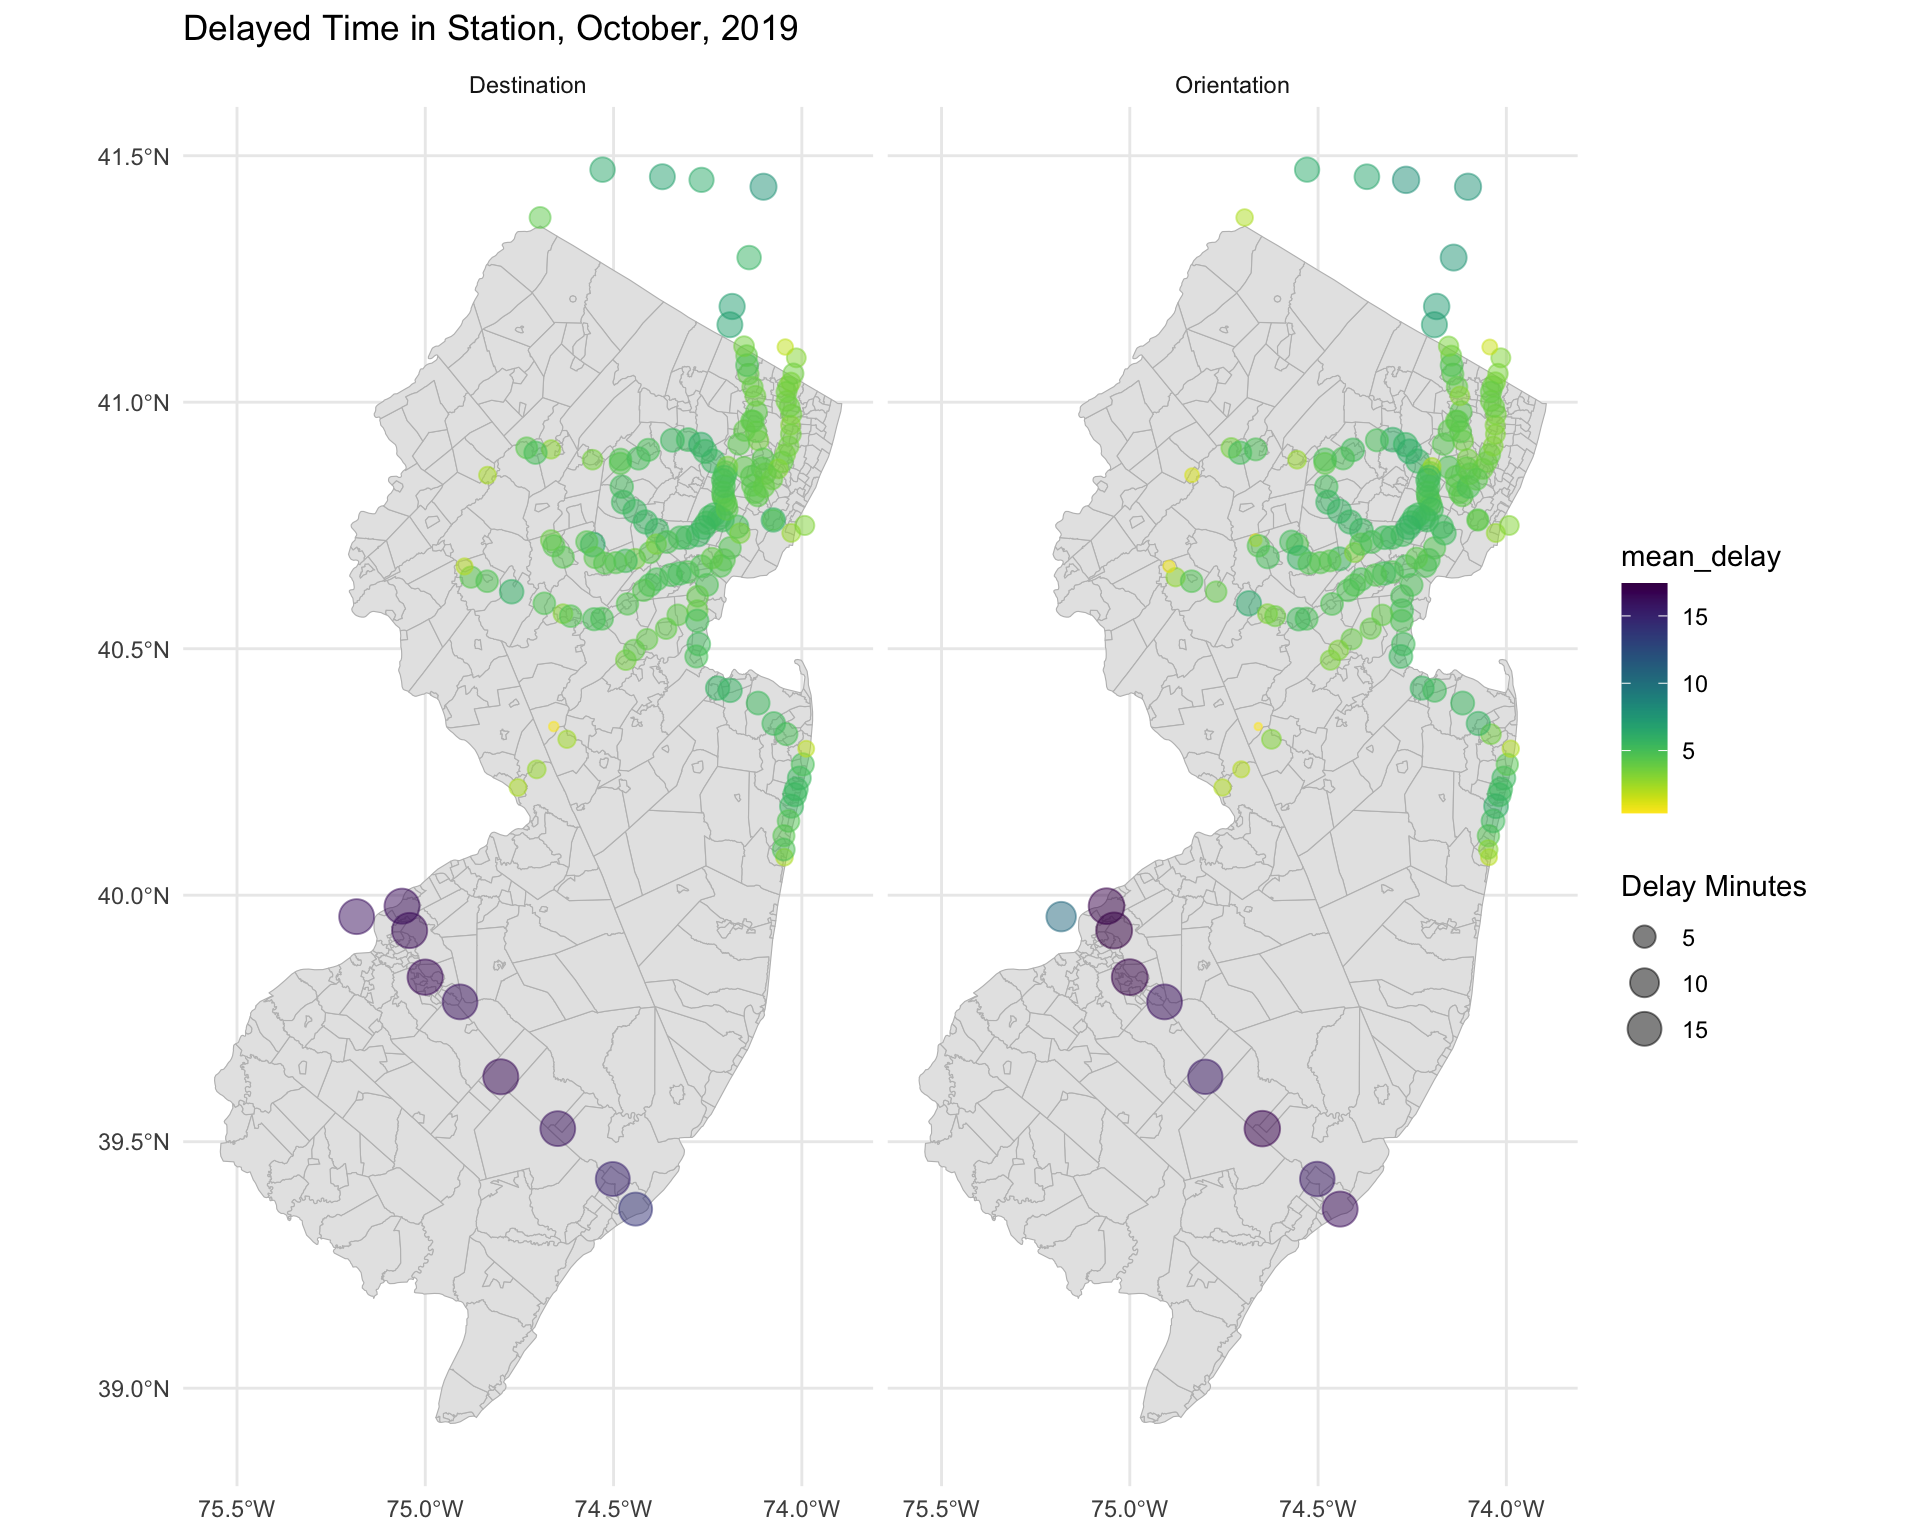 Delayed Time in Station, October, 2019
Destination
Orientation
41.5°N
41.0°N
40.5°N
40.0°N
39.5°N
39.0°N
75.5°W
75.0°W
74.5°W
74.0°W
75.5°W
75.0°W
74.5°W
74.0°W
mean_delay
15
10
5
Delay Minutes
5
10
15